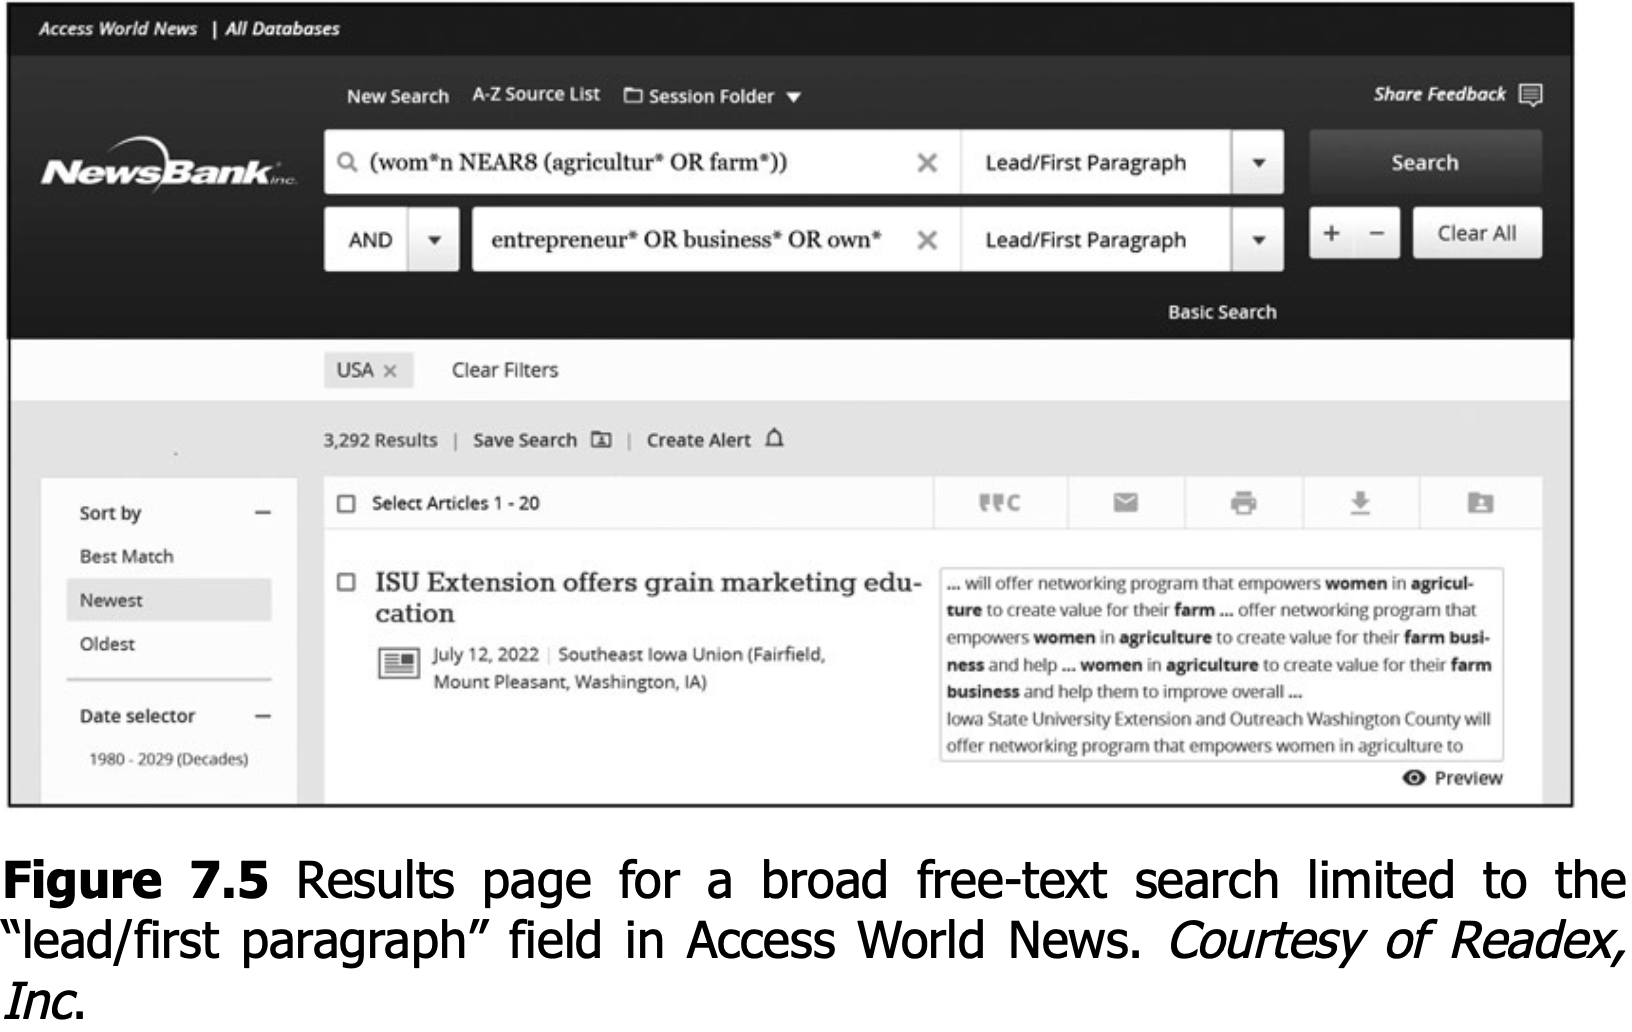 Access World News | All Databases
New Search A-Z Source List Session Folder
Share Feedback
NewsBank inc.
(wom*n NEAR8 (agricultur* OR farm*))
Lead/First Paragraph
Search
AND
entrepreneur* OR business* OR own*
Lead/First Paragraph
+ −
Clear All
Basic Search
USA × Clear Filters
3,292 Results | Save Search | Create Alert
Sort by −
Best Match
Newest
Oldest
Date selector −
1980 - 2029 (Decades)
Select Articles 1 - 20
ISU Extension offers grain marketing edu-
cation
July 12, 2022 | Southeast Iowa Union (Fairfield,
Mount Pleasant, Washington, IA)
... will offer networking program that empowers women in agricul-
ture to create value for their farm ... offer networking program that
empowers women in agriculture to create value for their farm busi-
ness and help ... women in agriculture to create value for their farm
business and help them to improve overall ...
Iowa State University Extension and Outreach Washington County will
offer networking program that empowers women in agriculture to
Preview
Figure 7.5 Results page for a broad free-text search limited to the
“lead/first paragraph” field in Access World News. Courtesy of Readex,
Inc.